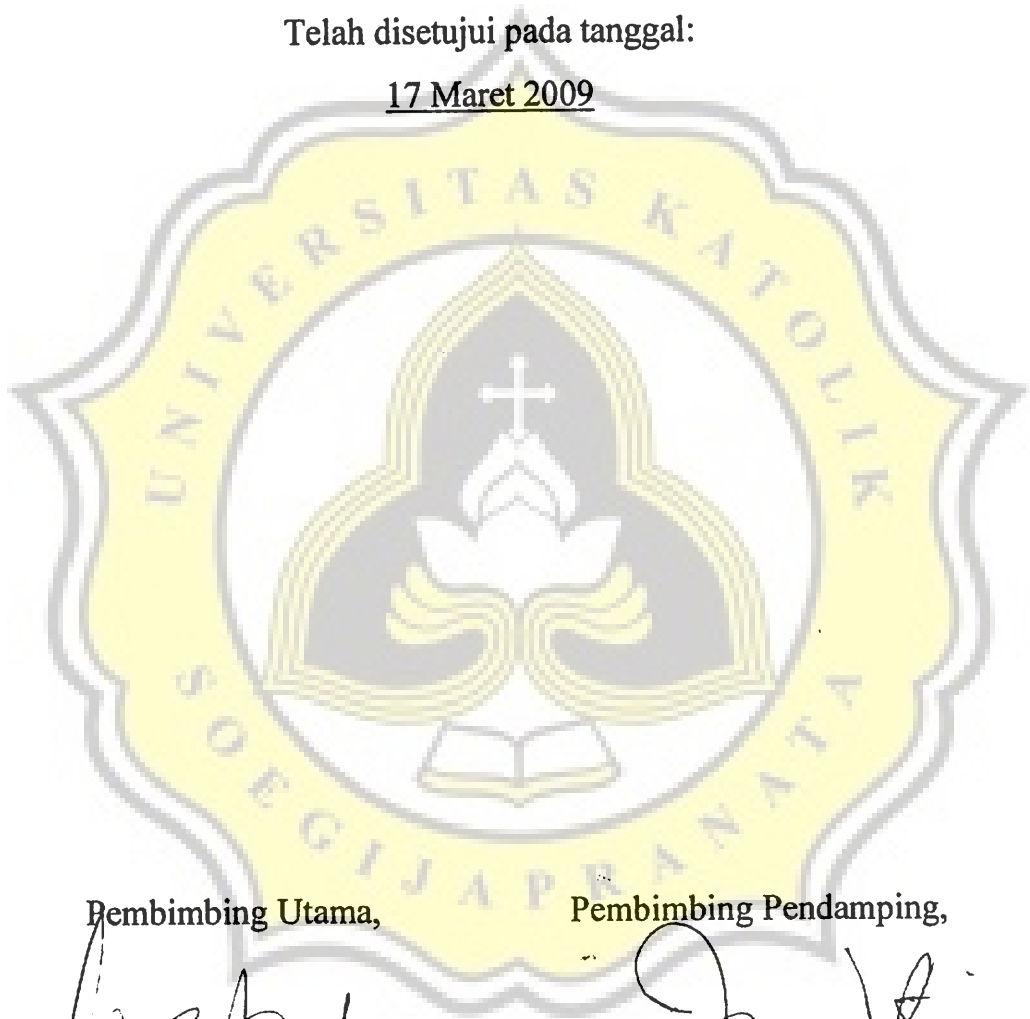 Telah disetujui pada tanggal:
17 Maret 2009
UNIVERSITAS KATOLIK
SOEGIJAPRANATA
Pembimbing Utama, Pembimbing Pendamping,